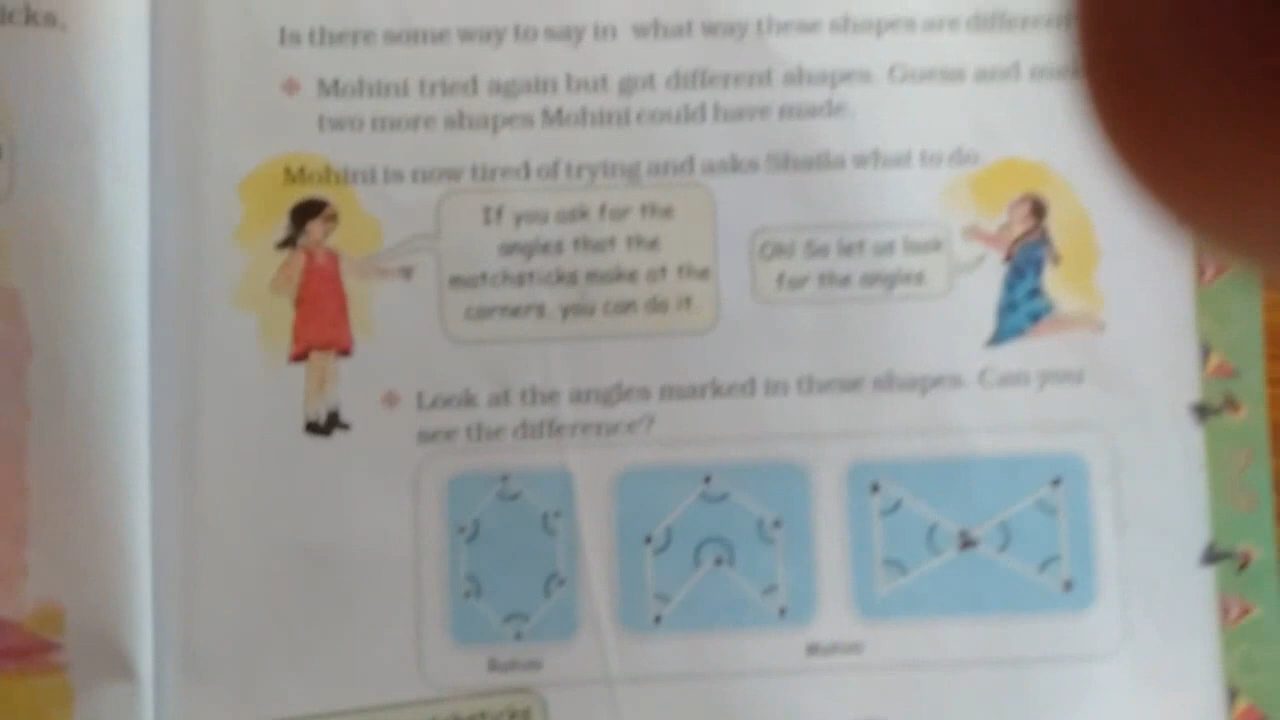 icks,
Is there some way to say in what way these shapes are different
Mohini tried again but got different shapes. Guess and
two more shapes Mohini could have made.
Mohini is now tired of trying and asks Shaila what to do.
If you ask for the
angles that the
matchsticks make at the
corners, you can do it.
Oh! So let us look
for the angles.
Look at the angles marked in these shapes. Can you
see the difference?